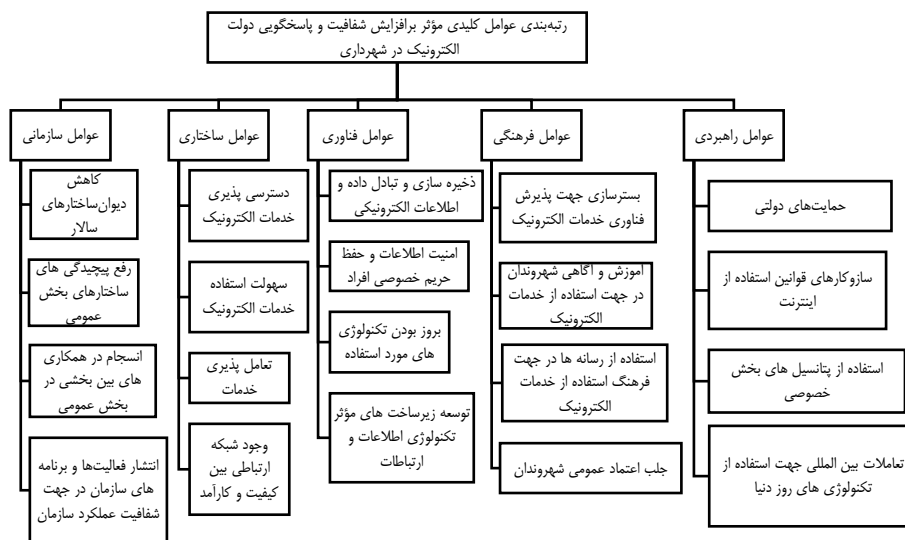 رتبه‌بندی عوامل کلیدی مؤثر برافزایش شفافیت و پاسخگویی دولت
الکترونیک در شهرداری
عوامل راهبردی
حمایت‌های دولتی
سازوکارهای قوانین استفاده از
اینترنت
استفاده از پتانسیل های بخش
خصوصی
تعاملات بین المللی جهت استفاده از
تکنولوژی های روز دنیا
عوامل فرهنگی
بسترسازی جهت پذیرش
فناوری خدمات الکترونیک
آموزش و آگاهی شهروندان
در جهت استفاده از خدمات
الکترونیک
استفاده از رسانه ها در جهت
فرهنگ استفاده از خدمات
الکترونیک
جلب اعتماد عمومی شهروندان
عوامل فناوری
ذخیره سازی و تبادل داده و
اطلاعات الکترونیکی
امنیت اطلاعات و حفظ
حریم خصوصی افراد
بروز بودن تکنولوژی
های مورد استفاده
توسعه زیرساخت های مؤثر
تکنولوژی اطلاعات و
ارتباطات
عوامل ساختاری
دسترسی پذیری
خدمات الکترونیک
سهولت استفاده
خدمات الکترونیک
تعامل پذیری
خدمات
وجود شبکه
ارتباطی بین
کیفیت و کارآمد
عوامل سازمانی
کاهش
دیوان‌ساختارهای
سالار
رفع پیچیدگی های
ساختارهای بخش
عمومی
انسجام در همکاری
های بین بخشی در
بخش عمومی
انتشار فعالیت‌ها و برنامه
های سازمان در جهت
شفافیت عملکرد سازمان